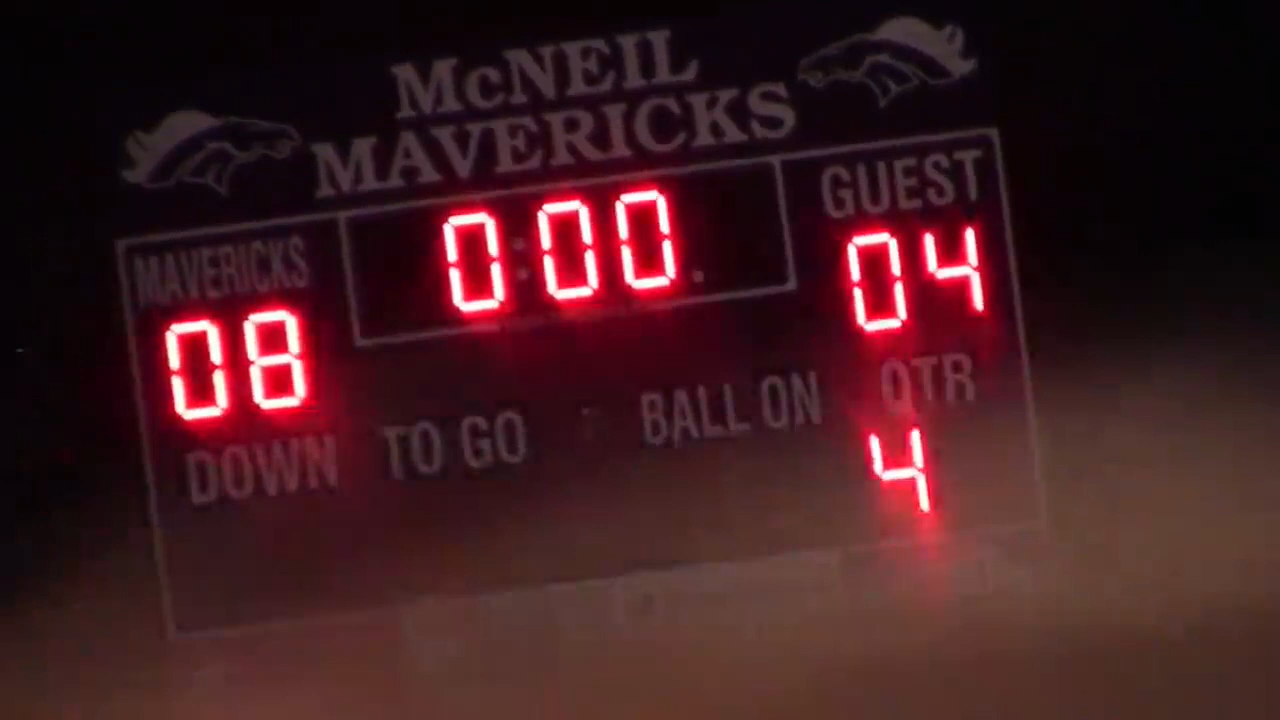 McNEIL
MAVERICKS
MAVERICKS 0:00 GUEST
08 04
DOWN TO GO BALL ON QTR
4